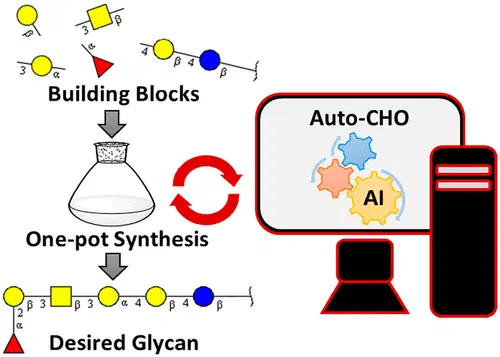 β
3 β
4 β 4 β
3 α
α
Building Blocks
Auto-CHO
AI
One-pot Synthesis
β 3 β 3 α 4 β 4 β
2
α
Desired Glycan